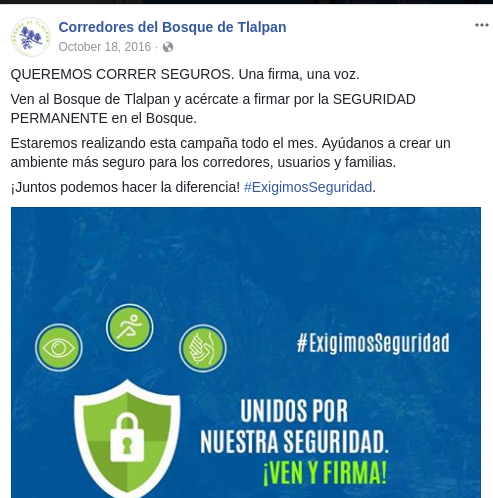 Corredores del Bosque de Tlalpan
October 18, 2016 ·
QUEREMOS CORRER SEGUROS. Una firma, una voz.
Ven al Bosque de Tlalpan y acércate a firmar por la SEGURIDAD
PERMANENTE en el Bosque.
Estaremos realizando esta campaña todo el mes. Ayúdanos a crear un
ambiente más seguro para los corredores, usuarios y familias.
¡Juntos podemos hacer la diferencia! #ExigimosSeguridad.
#ExigimosSeguridad
UNIDOS POR
NUESTRA SEGURIDAD.
¡VEN Y FIRMA!